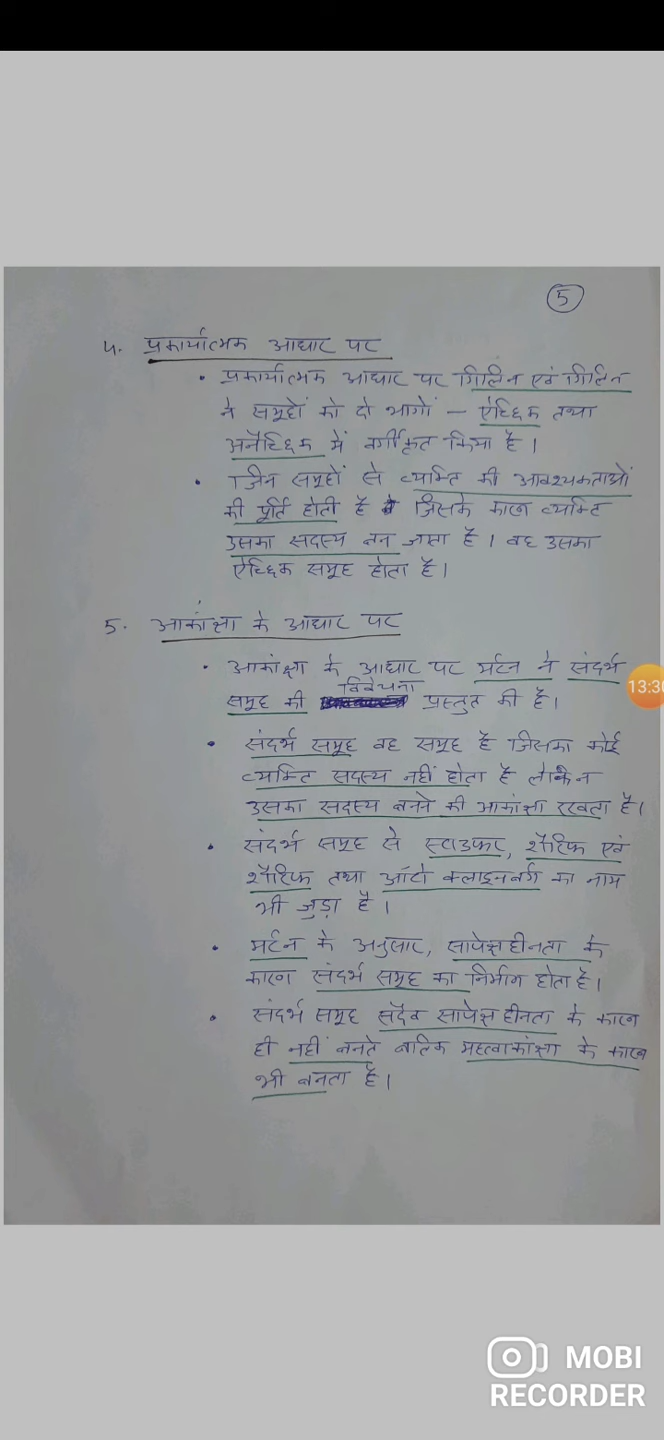 5
4. प्रकार्यात्मक आधार पर
• प्रकार्यात्मक आधार पर गिलिन एवं गिलिन
ने समूहों को दो भागों – ऐच्छिक तथा
अनैच्छिक में वर्गीकृत किया है।
• जिन समूहों से व्यक्ति की आवश्यकताओं
की पूर्ति होती है जिसके कारण व्यक्ति
उसका सदस्य बन जाता है। वह उसका
ऐच्छिक समूह होता है।
5. आकांक्षा के आधार पर
• आकांक्षा के आधार पर मर्टन ने संदर्भ
समूह की विवेचना प्रस्तुत की है।
13:30
• संदर्भ समूह वह समूह है जिसका कोई
व्यक्ति सदस्य नहीं होता है लेकिन
उसका सदस्य बनने की आकांक्षा रखता है।
• संदर्भ समूह से स्टाउफर, शैरिफ एवं
शैरिफ तथा ऑटो क्लाइनबर्ग का नाम
भी जुड़ा है।
• मर्टन के अनुसार, सापेक्ष हीनता के
कारण संदर्भ समूह का निर्माण होता है।
• संदर्भ समूह सदैव सापेक्ष हीनता के कारण
ही नहीं बनते बल्कि महत्वाकांक्षा के कारण
भी बनता है।
MOBI
RECORDER